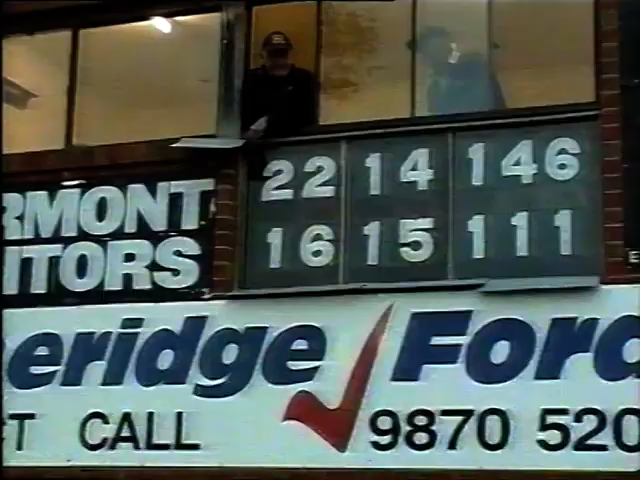 RMONT 22 14 146
ITORS 16 15 111
eridge Ford
T CALL 9870 520